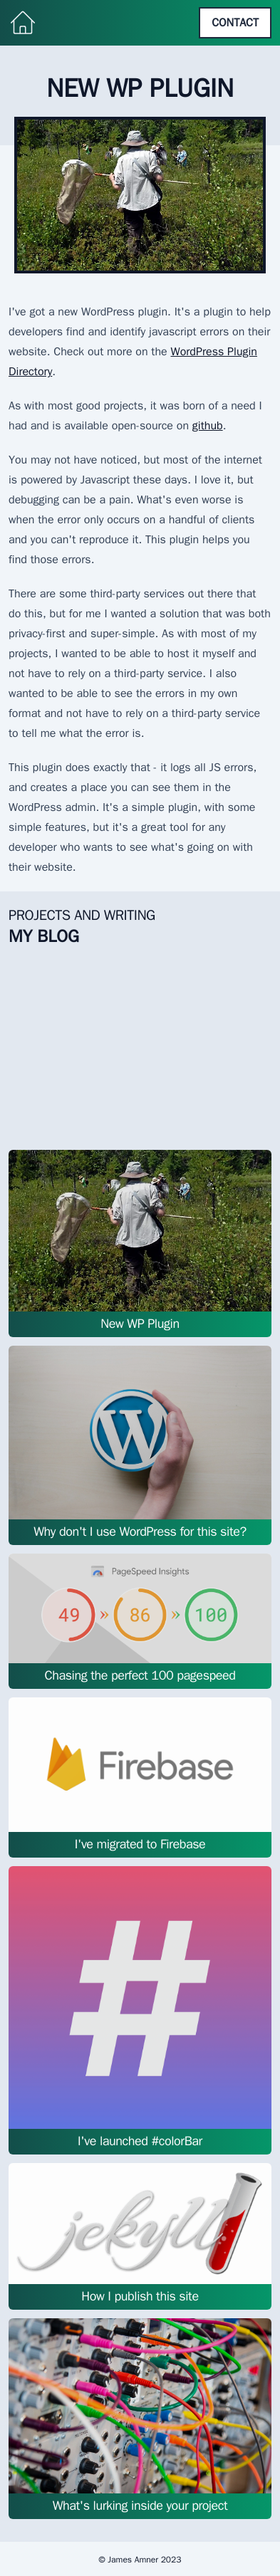 CONTACT
NEW WP PLUGIN
I've got a new WordPress plugin. It's a plugin to help
developers find and identify javascript errors on their
website. Check out more on the WordPress Plugin
Directory.
As with most good projects, it was born of a need I
had and is available open-source on github.
You may not have noticed, but most of the internet
is powered by Javascript these days. I love it, but
debugging can be a pain. What's even worse is
when the error only occurs on a handful of clients
and you can't reproduce it. This plugin helps you
find those errors.
There are some third-party services out there that
do this, but for me I wanted a solution that was both
privacy-first and super-simple. As with most of my
projects, I wanted to be able to host it myself and
not have to rely on a third-party service. I also
wanted to be able to see the errors in my own
format and not have to rely on a third-party service
to tell me what the error is.
This plugin does exactly that - it logs all JS errors,
and creates a place you can see them in the
WordPress admin. It's a simple plugin, with some
simple features, but it's a great tool for any
developer who wants to see what's going on with
their website.
PROJECTS AND WRITING
MY BLOG
New WP Plugin
W
Why don't I use WordPress for this site?
PageSpeed Insights
49 » 86 » 100
Chasing the perfect 100 pagespeed
Firebase
I've migrated to Firebase
#
I've launched #colorBar
jekyll
How I publish this site
What's lurking inside your project
© James Amner 2023